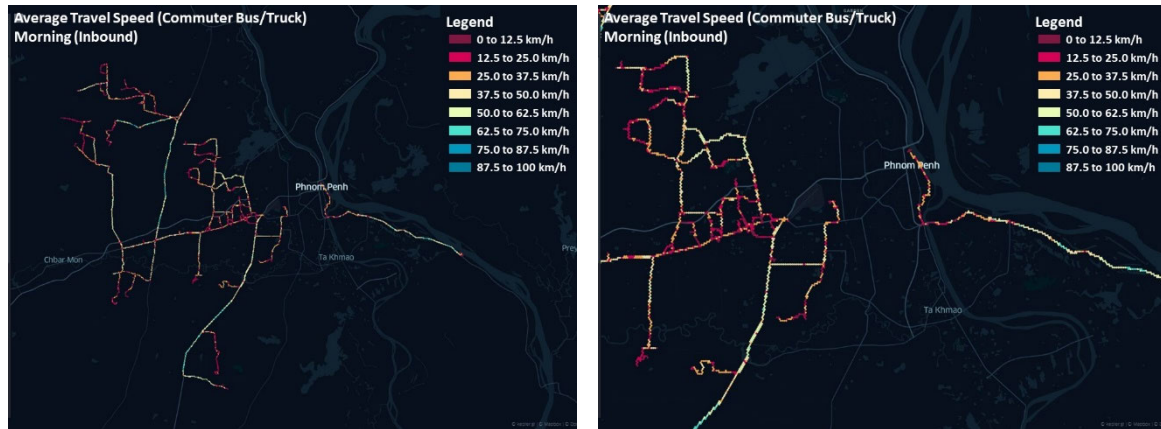 Average Travel Speed (Commuter Bus/Truck)
Morning (Inbound)
Legend
0 to 12.5 km/h
12.5 to 25.0 km/h
25.0 to 37.5 km/h
37.5 to 50.0 km/h
50.0 to 62.5 km/h
62.5 to 75.0 km/h
75.0 to 87.5 km/h
87.5 to 100 km/h
Phnom Penh
Ta Khmao
Chbar Mon
Prey
Average Travel Speed (Commuter Bus/Truck)
Morning (Inbound)
Legend
0 to 12.5 km/h
12.5 to 25.0 km/h
25.0 to 37.5 km/h
37.5 to 50.0 km/h
50.0 to 62.5 km/h
62.5 to 75.0 km/h
75.0 to 87.5 km/h
87.5 to 100 km/h
Phnom Penh
Ta Khmao